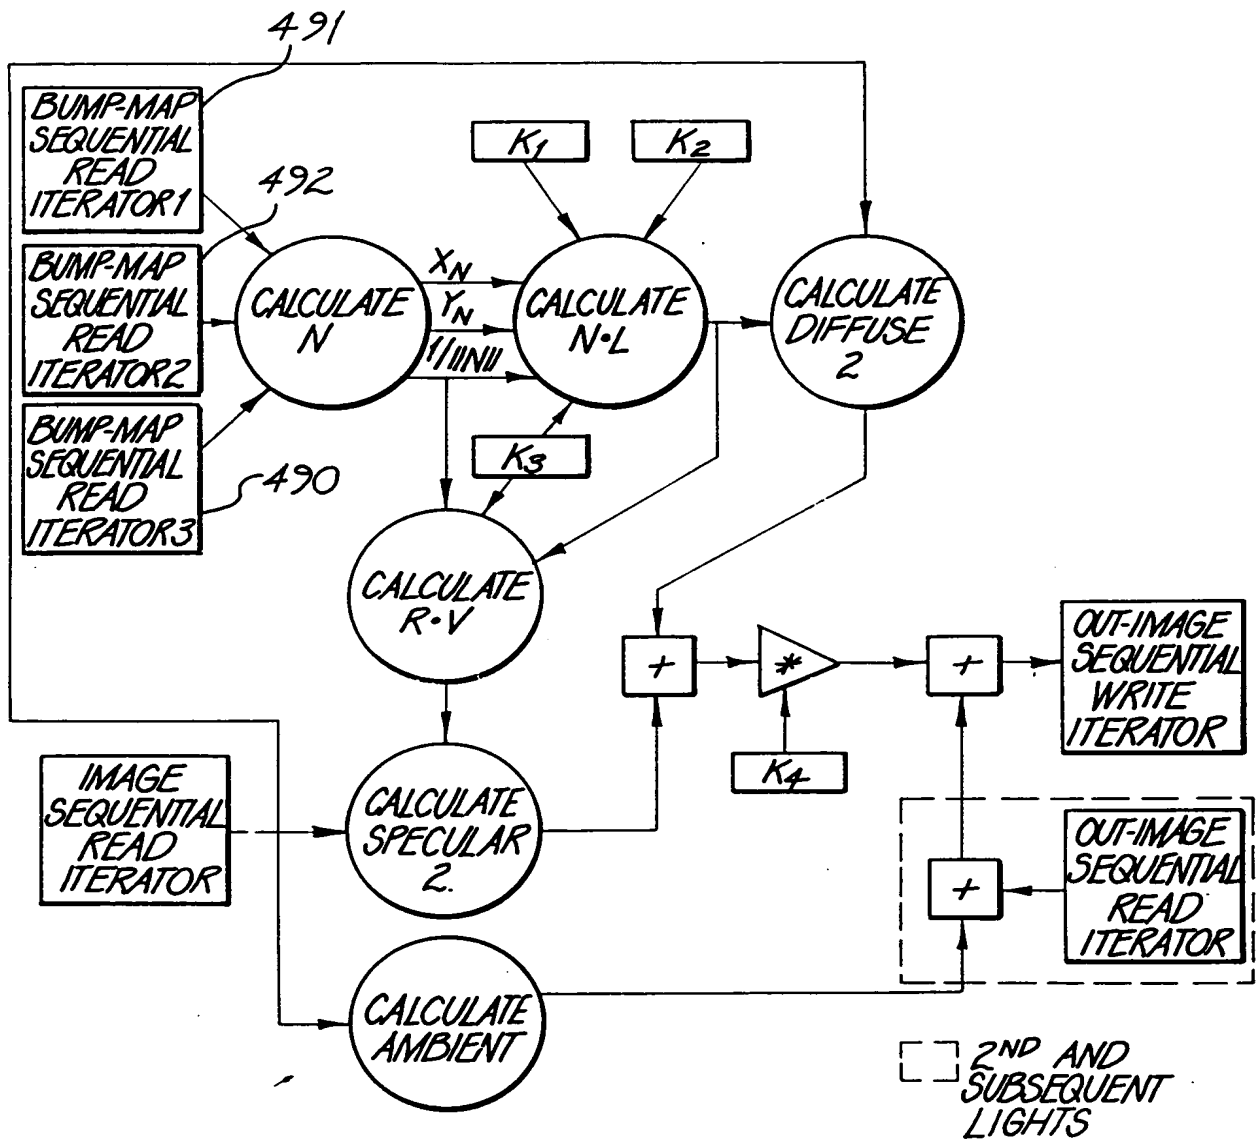 491
BUMP-MAP
SEQUENTIAL
READ
ITERATOR1
492
BUMP-MAP
SEQUENTIAL
READ
ITERATOR2
BUMP-MAP
SEQUENTIAL
READ
ITERATOR3
490
CALCULATE
N
XN
YN
1/||N||
K1
K2
CALCULATE
N•L
K3
CALCULATE
DIFFUSE
2
CALCULATE
R•V
IMAGE
SEQUENTIAL
READ
ITERATOR
CALCULATE
SPECULAR
2.
CALCULATE
AMBIENT
+
*
K4
+
OUT-IMAGE
SEQUENTIAL
WRITE
ITERATOR
+
OUT-IMAGE
SEQUENTIAL
READ
ITERATOR
2ND AND
SUBSEQUENT
LIGHTS